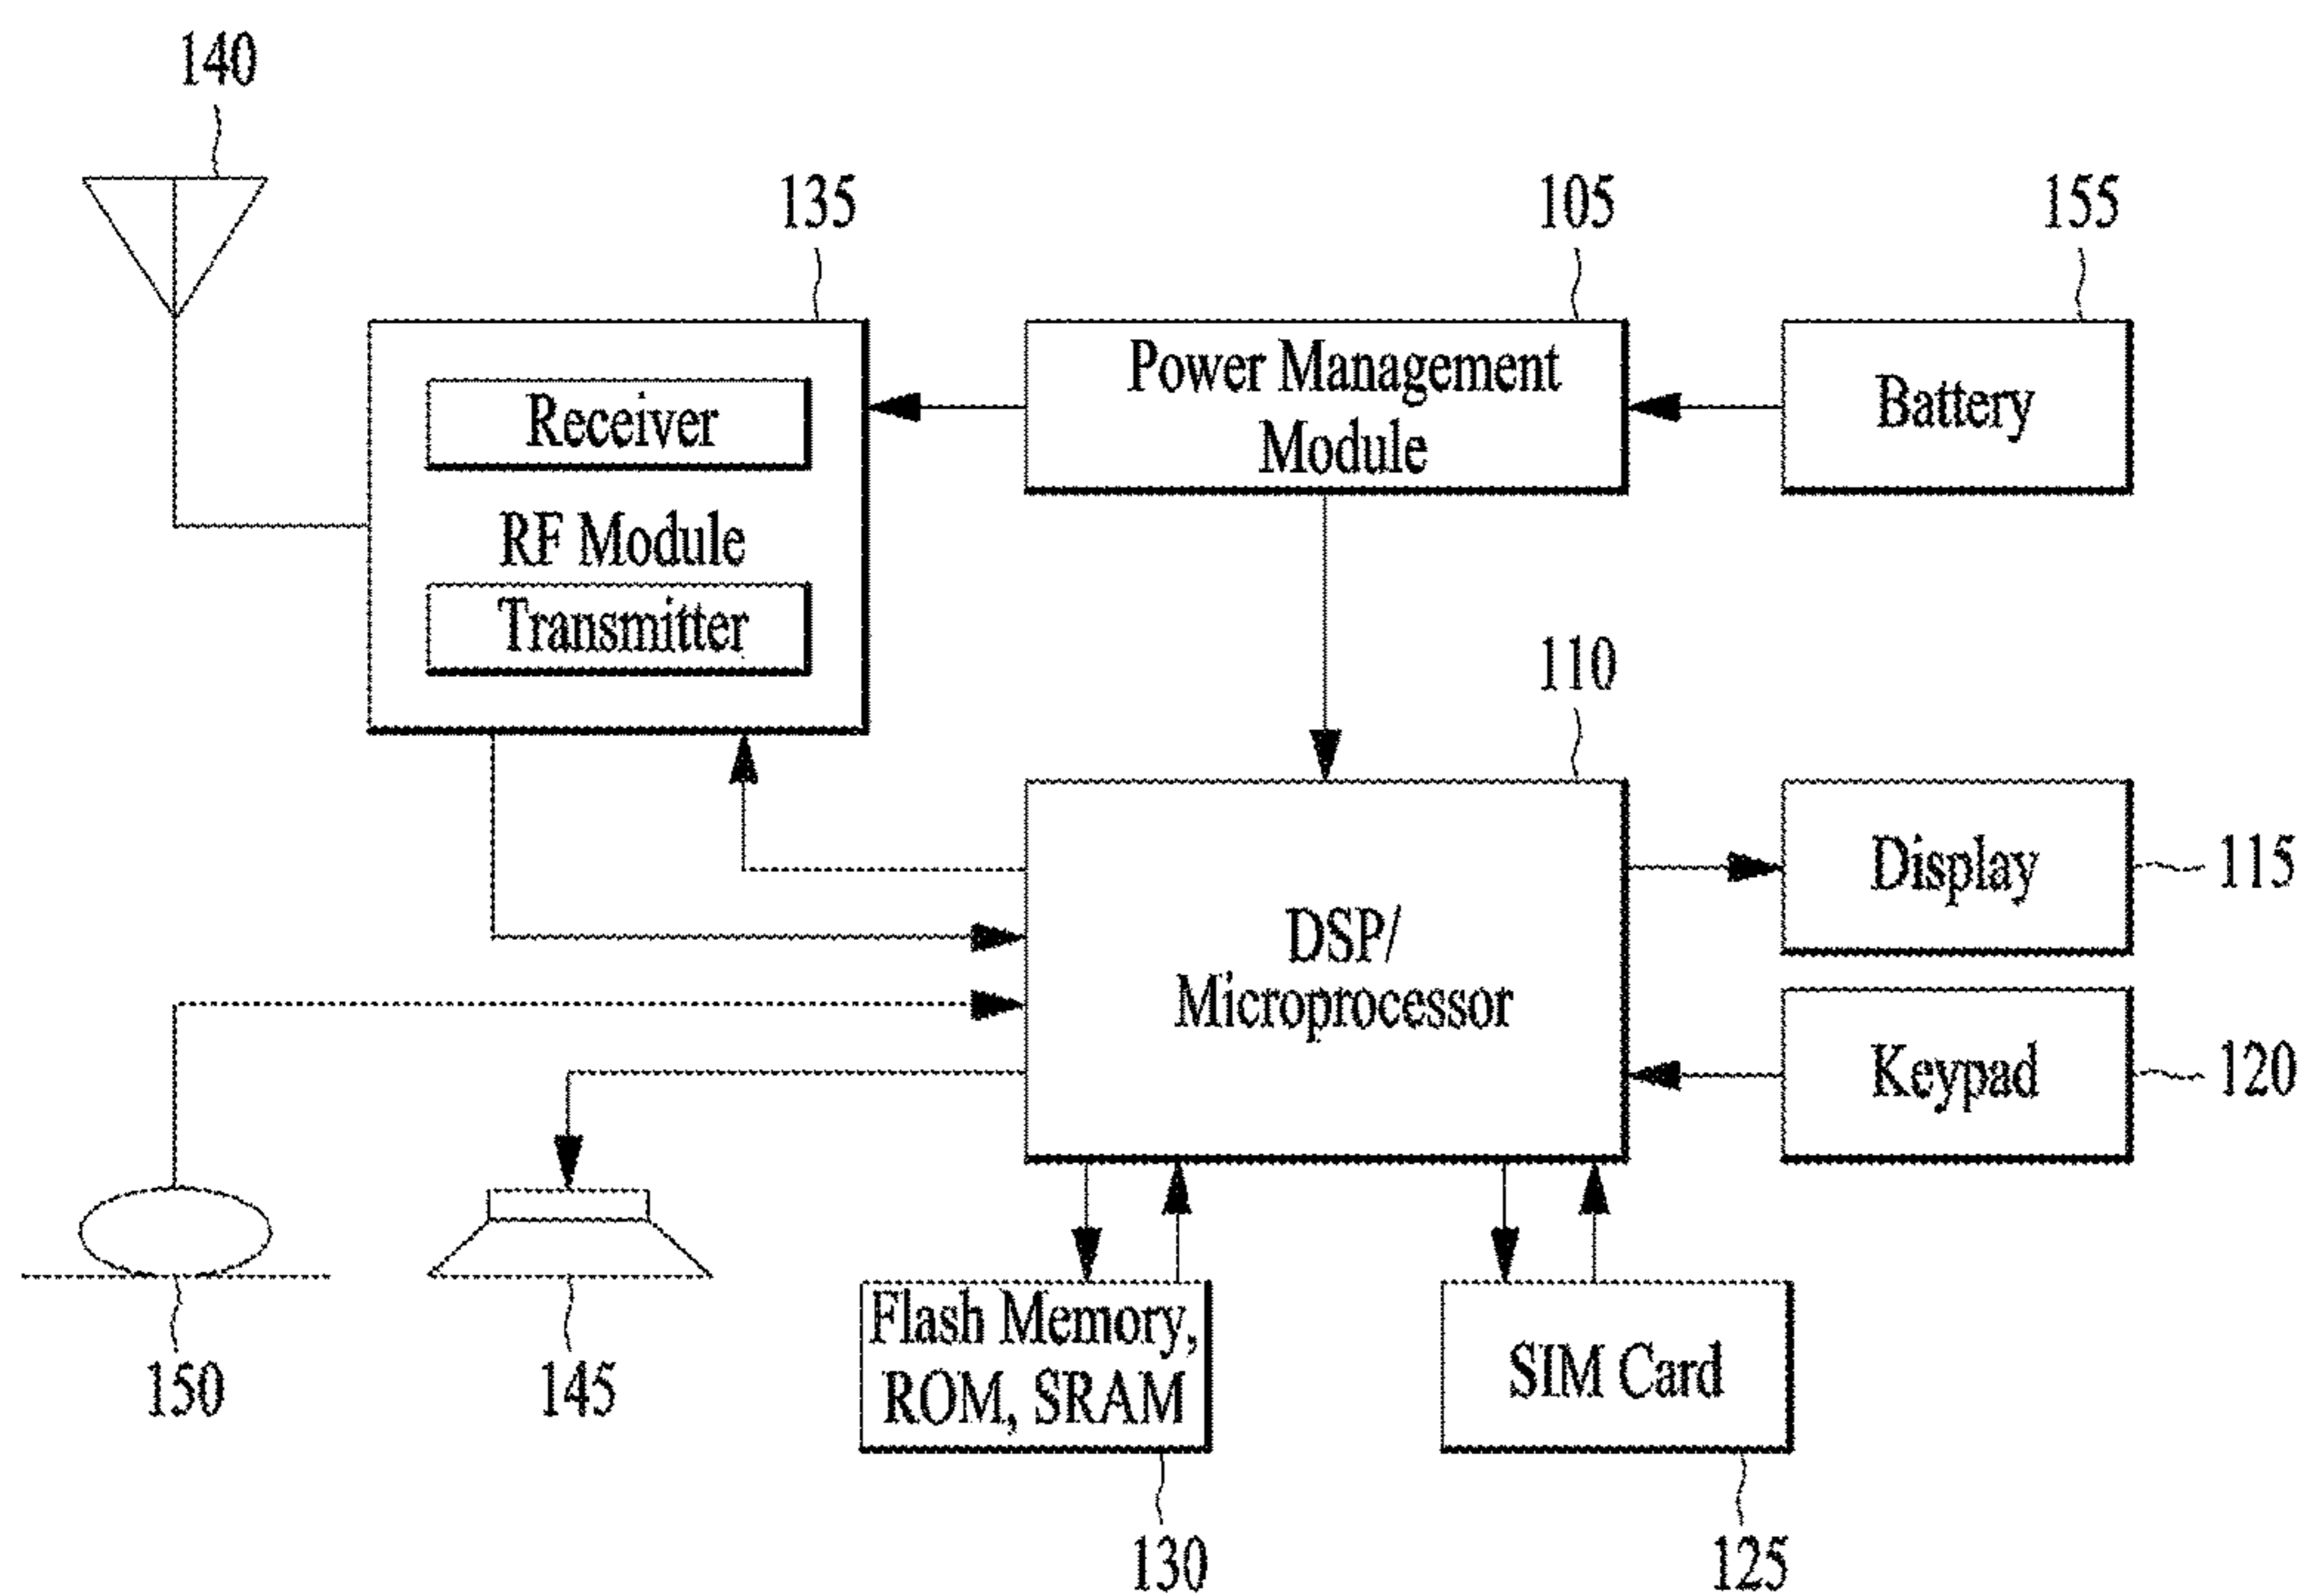 140
135
105
155
Receiver
RF Module
Transmitter
Power Management
Module
Battery
110
DSP/
Microprocessor
Display
115
Keypad
120
150
145
Flash Memory,
ROM, SRAM
SIM Card
130
125